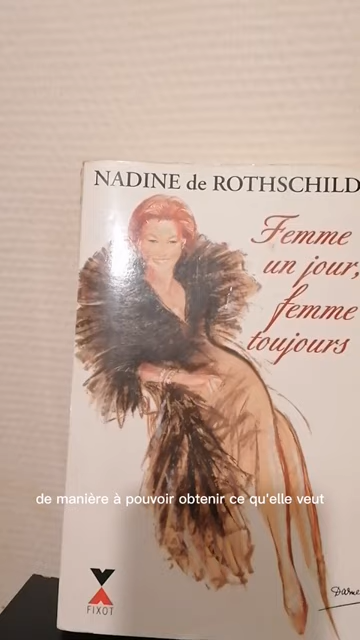 NADINE de ROTHSCHILD
Femme
un jour,
femme
toujours
de manière à pouvoir obtenir ce qu'elle veut
FIXOT